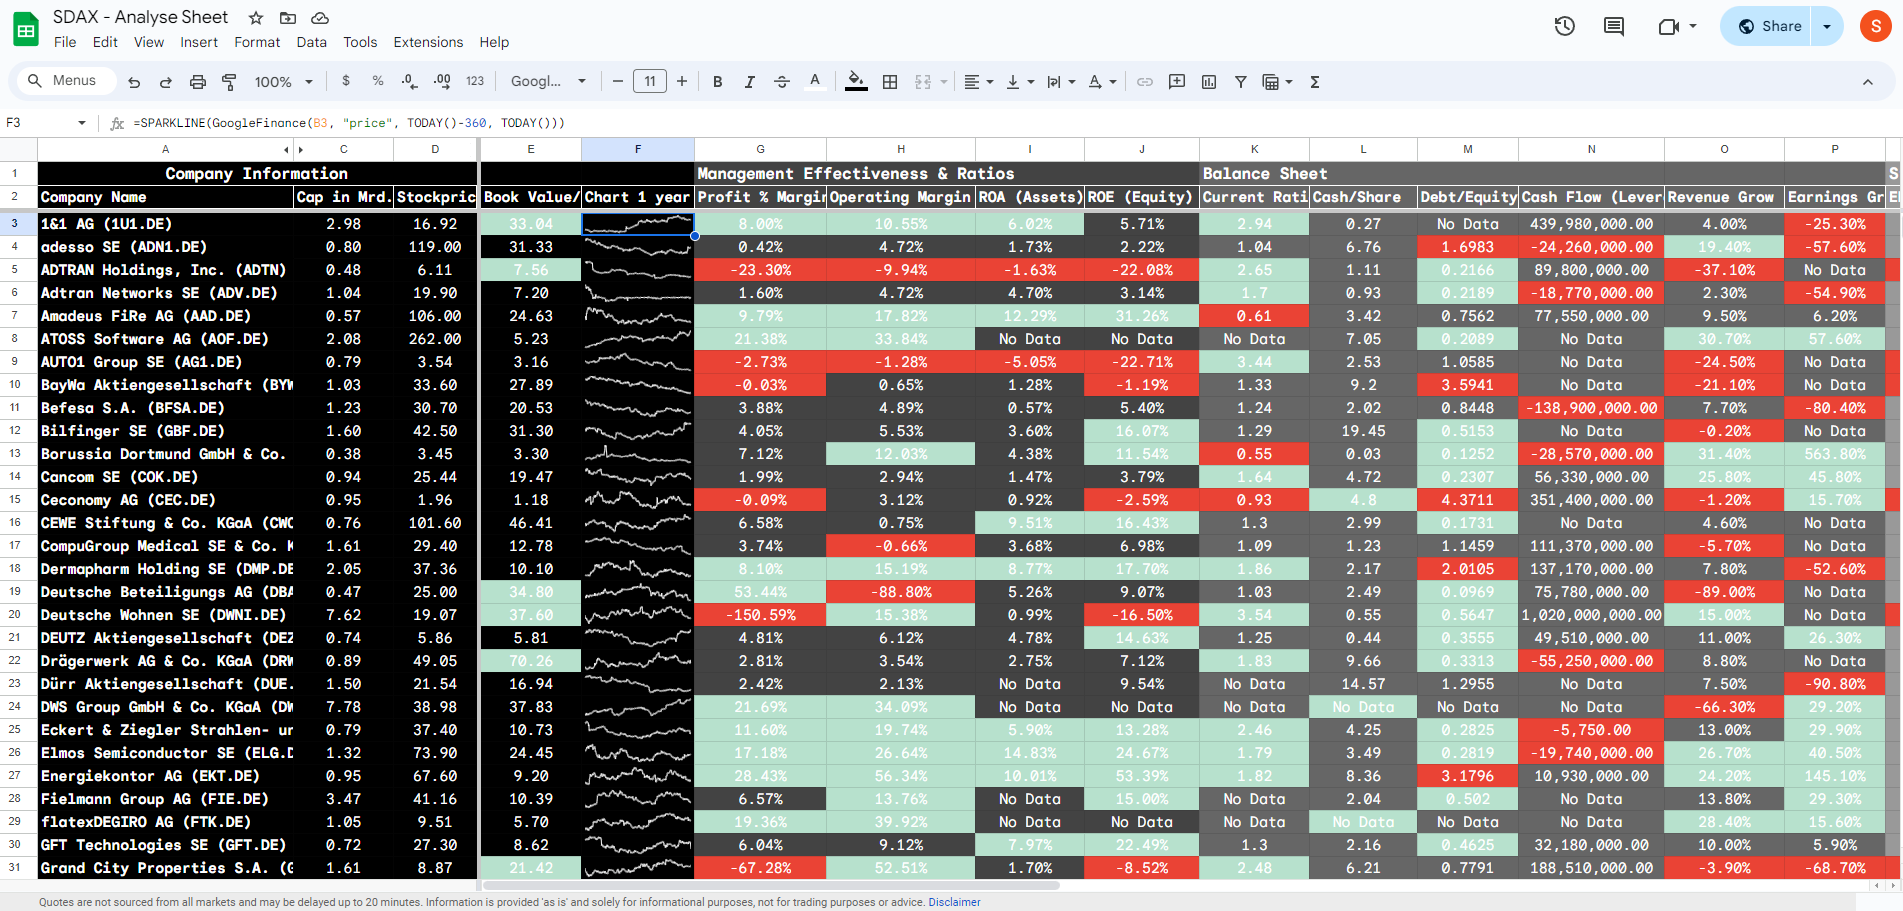 SDAX - Analyse Sheet
File Edit View Insert Format Data Tools Extensions Help
Share
S
Menus 100% $ % .0 .00 123 Googl... − 11 + B I A
F3 fx =SPARKLINE(GoogleFinance(B3, "price", TODAY()-360, TODAY()))
A C D E F G H I J K L M N O P
1 Company Information Management Effectiveness & Ratios Balance Sheet S
2 Company Name Cap in Mrd. Stockpric Book Value/ Chart 1 year Profit % Margin Operating Margin ROA (Assets) ROE (Equity) Current Rati Cash/Share Debt/Equity Cash Flow (Lever Revenue Grow Earnings Gr
3 1&1 AG (1U1.DE) 2.98 16.92 33.04 8.00% 10.55% 6.02% 5.71% 2.94 0.27 No Data 439,980,000.00 4.00% -25.30%
4 adesso SE (ADN1.DE) 0.80 119.00 31.33 0.42% 4.72% 1.73% 2.22% 1.04 6.76 1.6983 -24,260,000.00 19.40% -57.60%
5 ADTRAN Holdings, Inc. (ADTN) 0.48 6.11 7.56 -23.30% -9.94% -1.63% -22.08% 2.65 1.11 0.2166 89,800,000.00 -37.10% No Data
6 Adtran Networks SE (ADV.DE) 1.04 19.90 7.20 1.60% 4.72% 4.70% 3.14% 1.7 0.93 0.2189 -18,770,000.00 2.30% -54.90%
7 Amadeus FiRe AG (AAD.DE) 0.57 106.00 24.63 9.79% 17.82% 12.29% 31.26% 0.61 3.42 0.7562 77,550,000.00 9.50% 6.20%
8 ATOSS Software AG (AOF.DE) 2.08 262.00 5.23 21.38% 33.84% No Data No Data No Data 7.05 0.2089 No Data 30.70% 57.60%
9 AUTO1 Group SE (AG1.DE) 0.79 3.54 3.16 -2.73% -1.28% -5.05% -22.71% 3.44 2.53 1.0585 No Data -24.50% No Data
10 BayWa Aktiengesellschaft (BYW 1.03 33.60 27.89 -0.03% 0.65% 1.28% -1.19% 1.33 9.2 3.5941 No Data -21.10% No Data
11 Befesa S.A. (BFSA.DE) 1.23 30.70 20.53 3.88% 4.89% 0.57% 5.40% 1.24 2.02 0.8448 -138,900,000.00 7.70% -80.40%
12 Bilfinger SE (GBF.DE) 1.60 42.50 31.30 4.05% 5.53% 3.60% 16.07% 1.29 19.45 0.5153 No Data -0.20% No Data
13 Borussia Dortmund GmbH & Co. 0.38 3.45 3.30 7.12% 12.03% 4.38% 11.54% 0.55 0.03 0.1252 -28,570,000.00 31.40% 563.80%
14 Cancom SE (COK.DE) 0.94 25.44 19.47 1.99% 2.94% 1.47% 3.79% 1.64 4.72 0.2307 56,330,000.00 25.80% 45.80%
15 Ceconomy AG (CEC.DE) 0.95 1.96 1.18 -0.09% 3.12% 0.92% -2.59% 0.93 4.8 4.3711 351,400,000.00 -1.20% 15.70%
16 CEWE Stiftung & Co. KGaA (CWC 0.76 101.60 46.41 6.58% 0.75% 9.51% 16.43% 1.3 2.99 0.1731 No Data 4.60% No Data
17 CompuGroup Medical SE & Co. K 1.61 29.40 12.78 3.74% -0.66% 3.68% 6.98% 1.09 1.23 1.1459 111,370,000.00 -5.70% No Data
18 Dermapharm Holding SE (DMP.DE 2.05 37.36 10.10 8.10% 15.19% 8.77% 17.70% 1.86 2.17 2.0105 137,170,000.00 7.80% -52.60%
19 Deutsche Beteiligungs AG (DBA 0.47 25.00 34.80 53.44% -88.80% 5.26% 9.07% 1.03 2.49 0.0969 75,780,000.00 -89.00% No Data
20 Deutsche Wohnen SE (DWNI.DE) 7.62 19.07 37.60 -150.59% 15.38% 0.99% -16.50% 3.54 0.55 0.5647 1,020,000,000.00 15.00% No Data
21 DEUTZ Aktiengesellschaft (DEZ 0.74 5.86 5.81 4.81% 6.12% 4.78% 14.63% 1.25 0.44 0.3555 49,510,000.00 11.00% 26.30%
22 Drägerwerk AG & Co. KGaA (DRW 0.89 49.05 70.26 2.81% 3.54% 2.75% 7.12% 1.83 9.66 0.3313 -55,250,000.00 8.80% No Data
23 Dürr Aktiengesellschaft (DUE. 1.50 21.54 16.94 2.42% 2.13% No Data 9.54% No Data 14.57 1.2955 No Data 7.50% -90.80%
24 DWS Group GmbH & Co. KGaA (DW 7.78 38.98 37.83 21.69% 34.09% No Data No Data No Data No Data No Data No Data -66.30% 29.20%
25 Eckert & Ziegler Strahlen- un 0.79 37.40 10.73 11.60% 19.74% 5.90% 13.28% 2.46 4.25 0.2825 -5,750.00 13.00% 29.90%
26 Elmos Semiconductor SE (ELG.D 1.32 73.90 24.45 17.18% 26.64% 14.83% 24.67% 1.79 3.49 0.2819 -19,740,000.00 26.70% 40.50%
27 Energiekontor AG (EKT.DE) 0.95 67.60 9.20 28.43% 56.34% 10.01% 53.39% 1.82 8.36 3.1796 10,930,000.00 24.20% 145.10%
28 Fielmann Group AG (FIE.DE) 3.47 41.16 10.39 6.57% 13.76% No Data 15.00% No Data 2.04 0.502 No Data 13.80% 29.30%
29 flatexDEGIRO AG (FTK.DE) 1.05 9.51 5.70 19.36% 39.92% No Data No Data No Data No Data No Data No Data 28.40% 15.60%
30 GFT Technologies SE (GFT.DE) 0.72 27.30 8.62 6.04% 9.12% 7.97% 22.49% 1.3 2.16 0.4625 32,180,000.00 10.00% 5.90%
31 Grand City Properties S.A. (G 1.61 8.87 21.42 -67.28% 52.51% 1.70% -8.52% 2.48 6.21 0.7791 188,510,000.00 -3.90% -68.70%
Quotes are not sourced from all markets and may be delayed up to 20 minutes. Information is provided 'as is' and solely for informational purposes, not for trading purposes or advice. Disclaimer